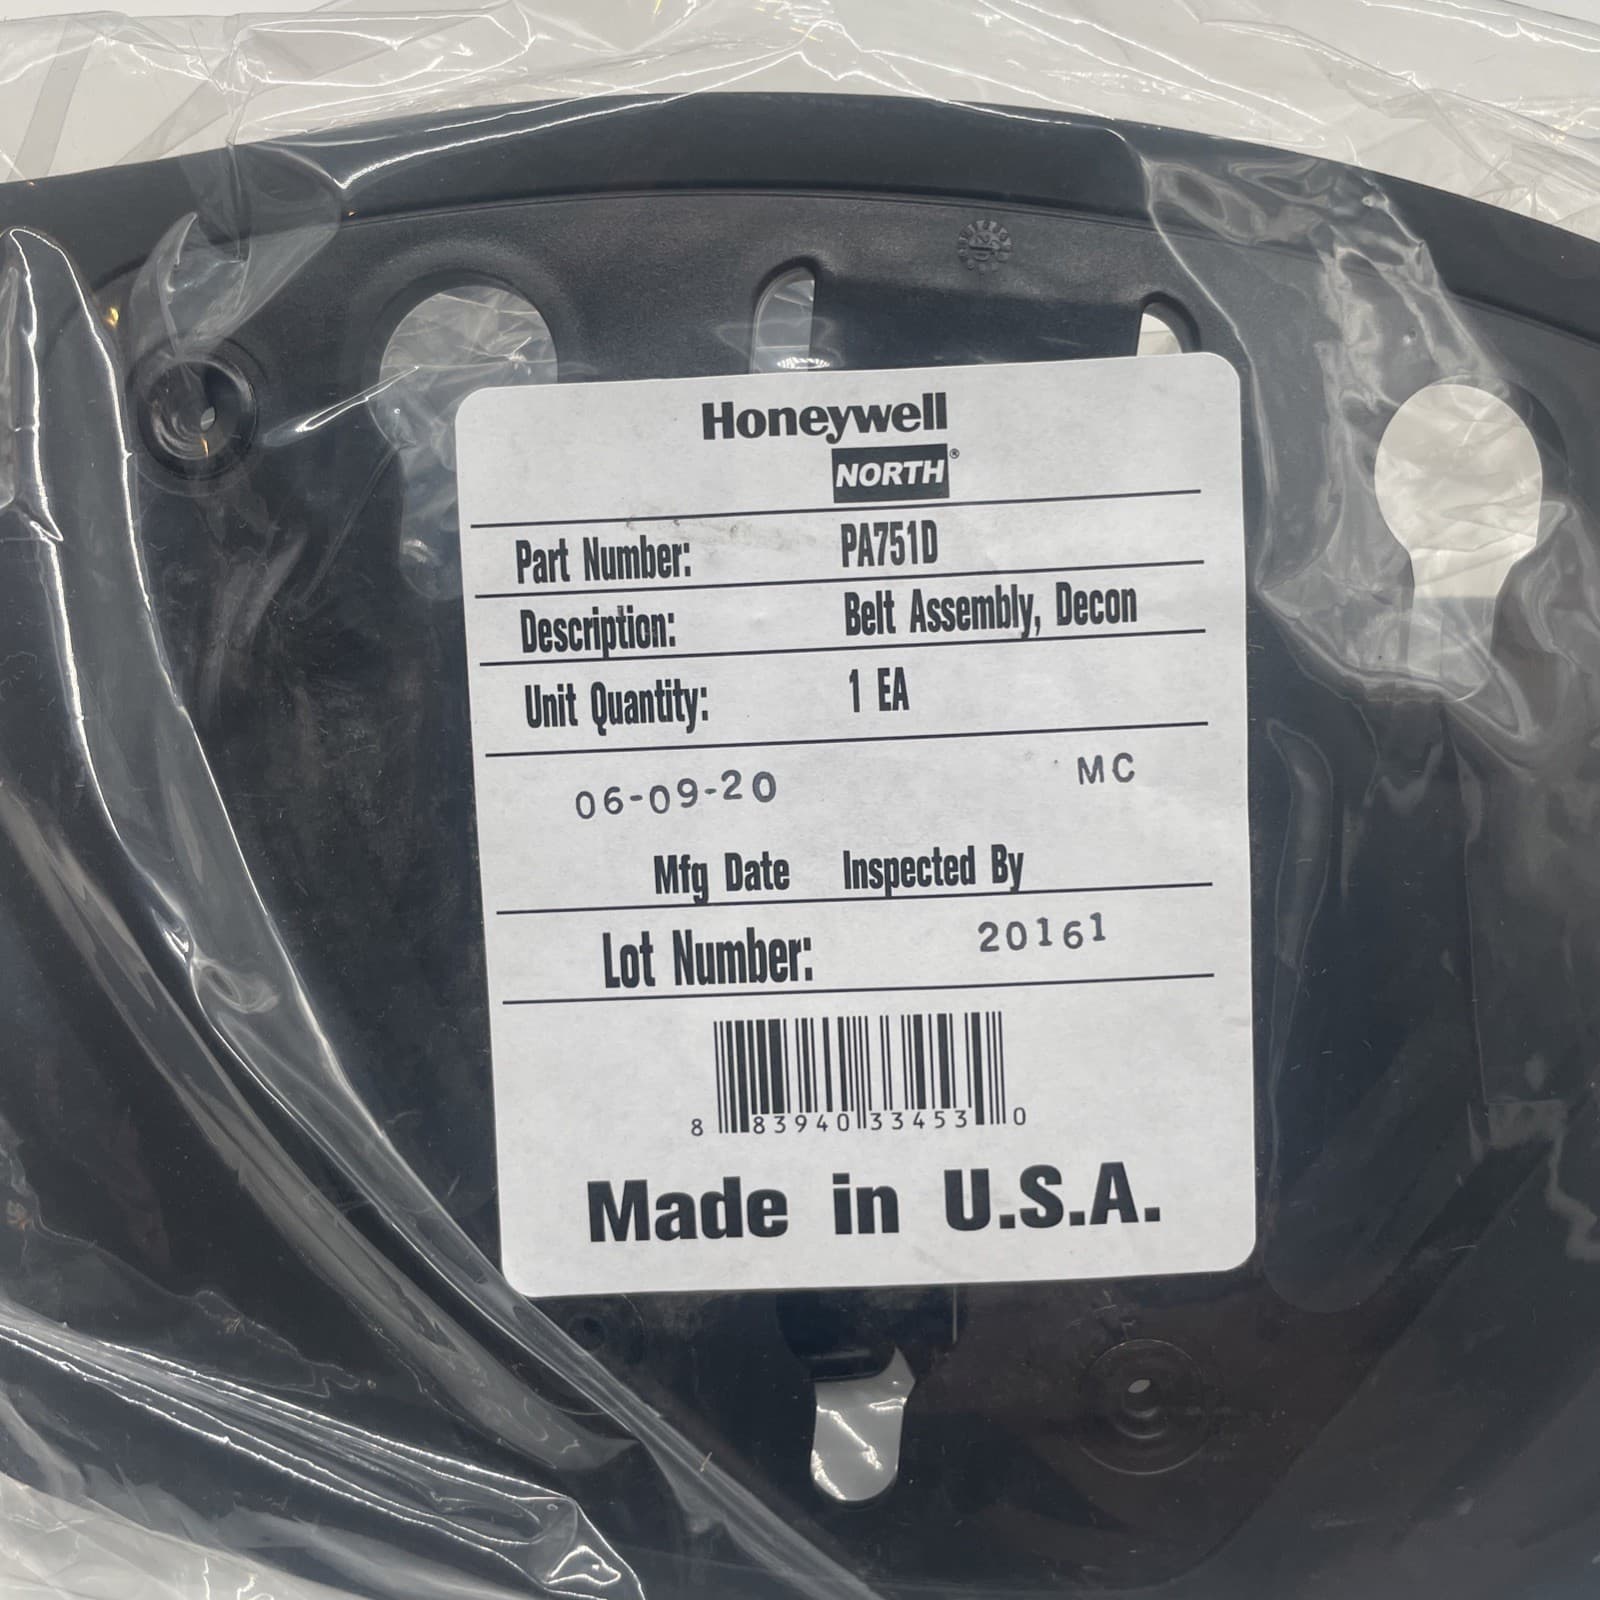 Honeywell
NORTH®
Part Number: PA751D
Description: Belt Assembly, Decon
Unit Quantity: 1 EA
06-09-20 MC
Mfg Date Inspected By
Lot Number: 20161
8 83940 33453 0
Made in U.S.A.